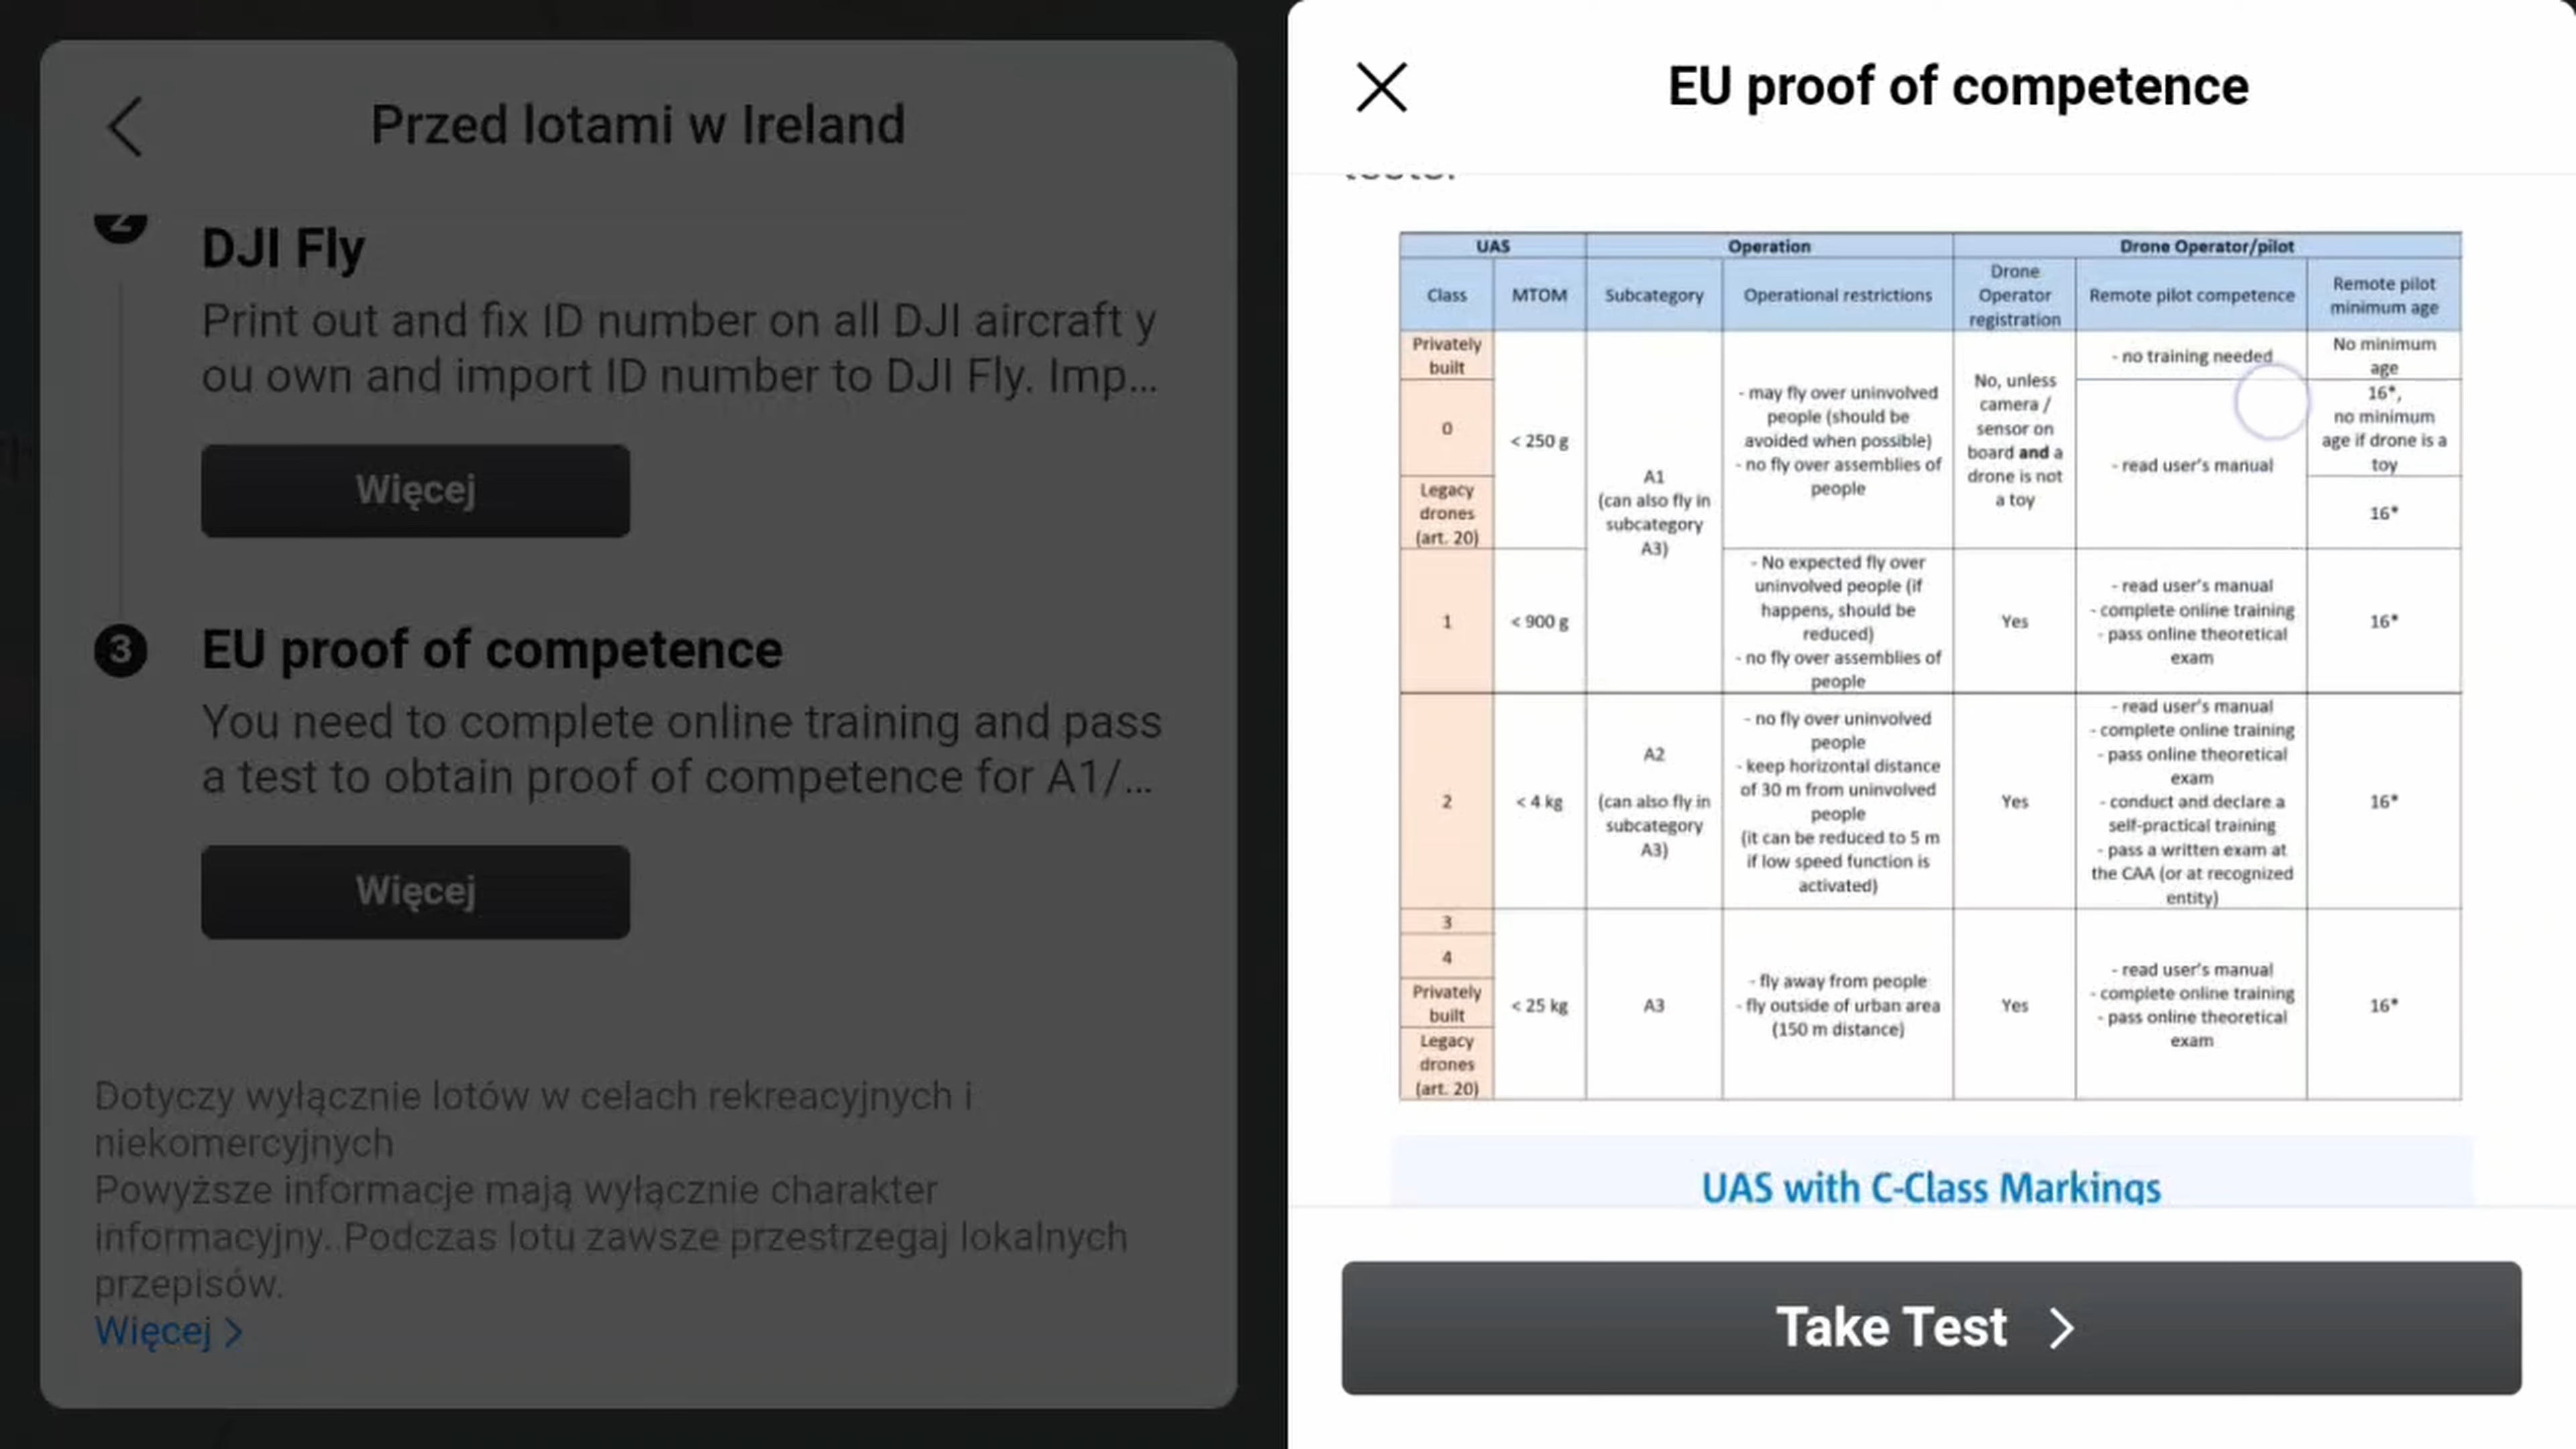 Przed lotami w Ireland
2
DJI Fly
Print out and fix ID number on all DJI aircraft y
ou own and import ID number to DJI Fly. Imp...
Więcej
3
EU proof of competence
You need to complete online training and pass
a test to obtain proof of competence for A1/...
Więcej
Dotyczy wyłącznie lotów w celach rekreacyjnych i
niekomercyjnych
Powyższe informacje mają wyłącznie charakter
informacyjny. Podczas lotu zawsze przestrzegaj lokalnych
przepisów.
Więcej >
EU proof of competence
UAS
Operation
Drone Operator/pilot
Class
MTOM
Subcategory
Operational restrictions
Drone
Operator
registration
Remote pilot competence
Remote pilot
minimum age
Privately
built
0
Legacy
drones
(art. 20)
< 250 g
A1
(can also fly in
subcategory
A3)
- may fly over uninvolved
people (should be
avoided when possible)
- no fly over assemblies of
people
No, unless
camera /
sensor on
board and a
drone is not
a toy
- no training needed
- read user's manual
No minimum
age
16*,
no minimum
age if drone is a
toy
16*
1
< 900 g
- No expected fly over
uninvolved people (if
happens, should be
reduced)
- no fly over assemblies of
people
Yes
- read user's manual
- complete online training
- pass online theoretical
exam
16*
2
< 4 kg
A2
(can also fly in
subcategory
A3)
- no fly over uninvolved
people
- keep horizontal distance
of 30 m from uninvolved
people
(it can be reduced to 5 m
if low speed function is
activated)
Yes
- read user's manual
- complete online training
- pass online theoretical
exam
- conduct and declare a
self-practical training
- pass a written exam at
the CAA (or at recognized
entity)
16*
3
4
Privately
built
Legacy
drones
(art. 20)
< 25 kg
A3
- fly away from people
- fly outside of urban area
(150 m distance)
Yes
- read user's manual
- complete online training
- pass online theoretical
exam
16*
UAS with C-Class Markings
Take Test >